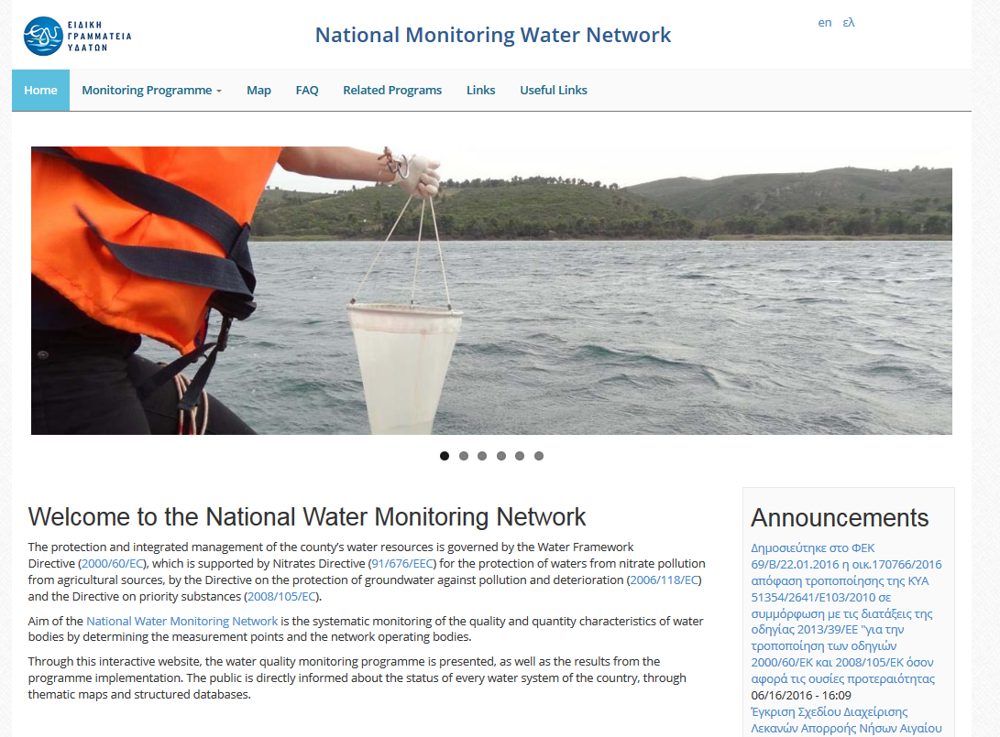 ΕΙΔΙΚΗ
ΓΡΑΜΜΑΤΕΙΑ
ΥΔΑΤΩΝ
National Monitoring Water Network
en ελ
Home Monitoring Programme Map FAQ Related Programs Links Useful Links
Welcome to the National Water Monitoring Network
The protection and integrated management of the county's water resources is governed by the Water Framework
Directive (2000/60/EC), which is supported by Nitrates Directive (91/676/EEC) for the protection of waters from nitrate pollution
from agricultural sources, by the Directive on the protection of groundwater against pollution and deterioration (2006/118/EC)
and the Directive on priority substances (2008/105/EC).
Aim of the National Water Monitoring Network is the systematic monitoring of the quality and quantity characteristics of water
bodies by determining the measurement points and the network operating bodies.
Through this interactive website, the water quality monitoring programme is presented, as well as the results from the
programme implementation. The public is directly informed about the status of every water system of the country, through
thematic maps and structured databases.
Announcements
Δημοσιεύτηκε στο ΦΕΚ
69/Β/22.01.2016 η οικ.170766/2016
απόφαση τροποποίησης της ΚΥΑ
51354/2641/Ε103/2010 σε
συμμόρφωση με τις διατάξεις της
οδηγίας 2013/39/ΕΕ "για την
τροποποίηση των οδηγιών
2000/60/ΕΚ και 2008/105/ΕΚ όσον
αφορά τις ουσίες προτεραιότητας
06/16/2016 - 16:09
Έγκριση Σχεδίου Διαχείρισης
Λεκανών Απορροής Νήσων Αιγαίου